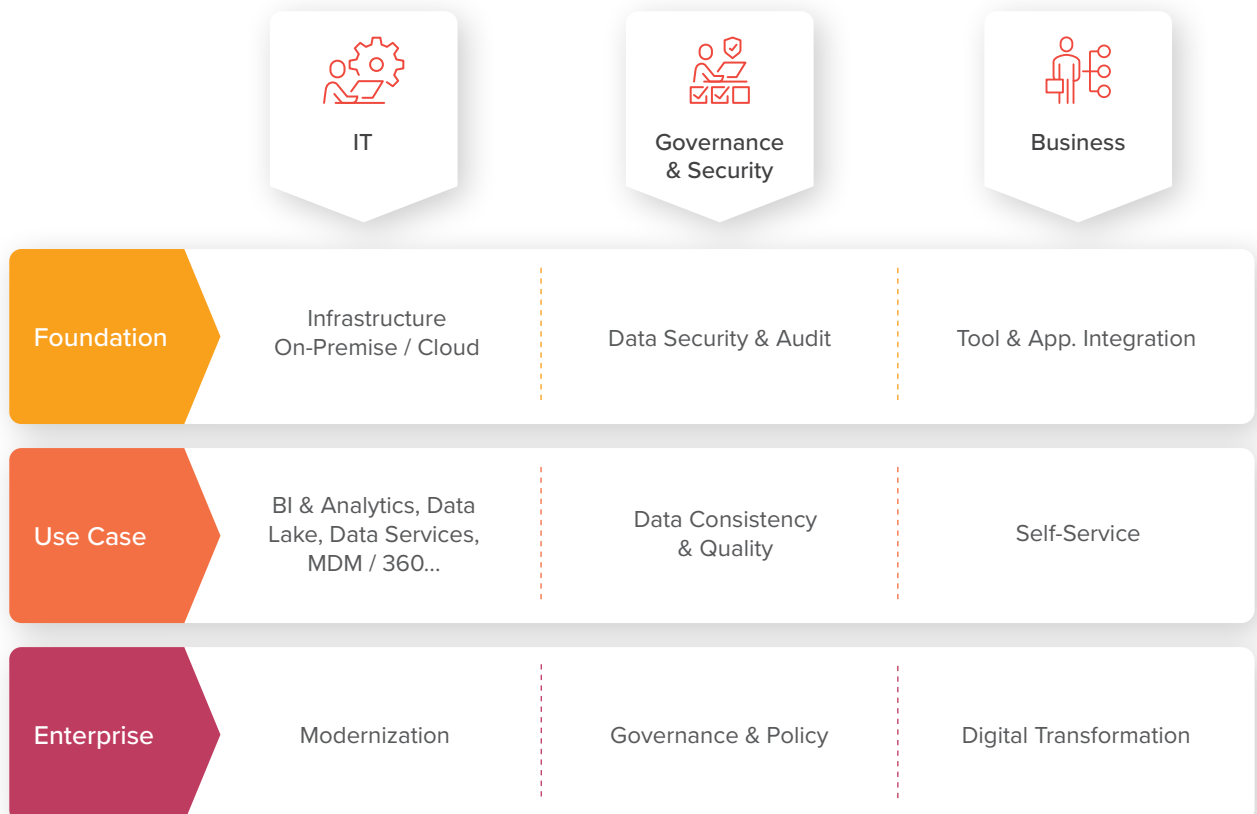 IT
Governance
& Security
Business
Foundation
Infrastructure
On-Premise / Cloud
Data Security & Audit
Tool & App. Integration
Use Case
BI & Analytics, Data
Lake, Data Services,
MDM / 360...
Data Consistency
& Quality
Self-Service
Enterprise
Modernization
Governance & Policy
Digital Transformation